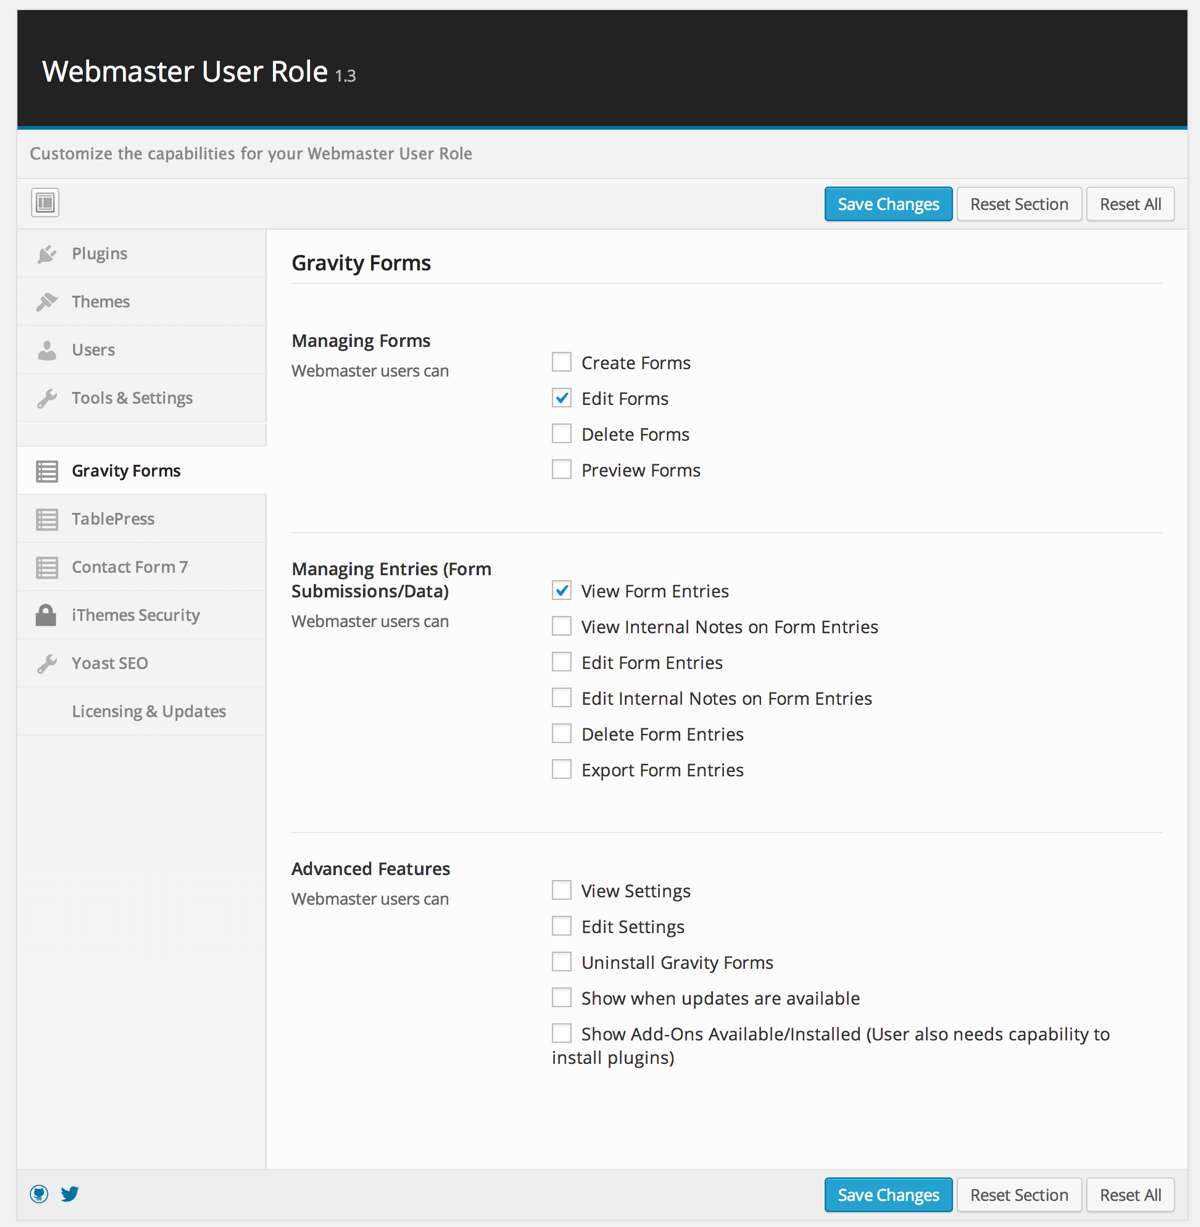 Webmaster User Role 1.3
Customize the capabilities for your Webmaster User Role
Save Changes
Reset Section
Reset All
Plugins
Themes
Users
Tools & Settings
Gravity Forms
TablePress
Contact Form 7
iThemes Security
Yoast SEO
Licensing & Updates
Gravity Forms
Managing Forms
Webmaster users can
Create Forms
Edit Forms
Delete Forms
Preview Forms
Managing Entries (Form
Submissions/Data)
Webmaster users can
View Form Entries
View Internal Notes on Form Entries
Edit Form Entries
Edit Internal Notes on Form Entries
Delete Form Entries
Export Form Entries
Advanced Features
Webmaster users can
View Settings
Edit Settings
Uninstall Gravity Forms
Show when updates are available
Show Add-Ons Available/Installed (User also needs capability to
install plugins)
Save Changes
Reset Section
Reset All